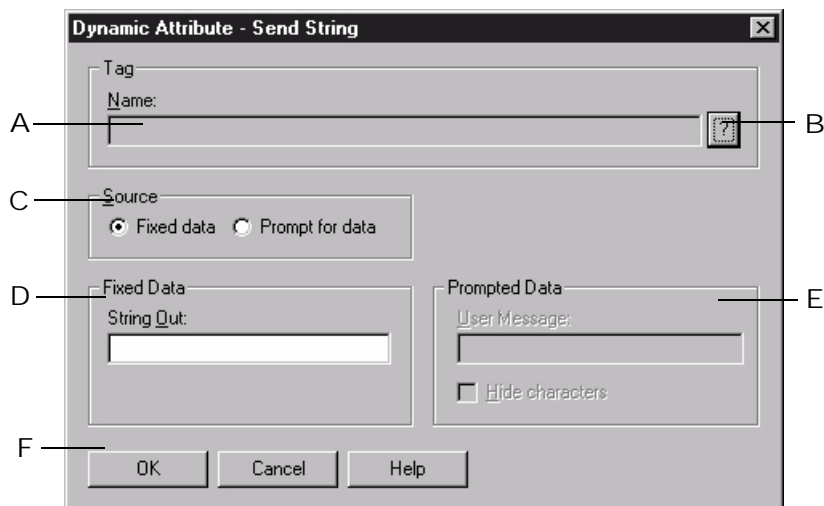 Dynamic Attribute - Send String
Tag
Name:
A
?
B
C
Source
Fixed data
Prompt for data
D
Fixed Data
String Out:
Prompted Data
E
User Message:
Hide characters
F
OK
Cancel
Help